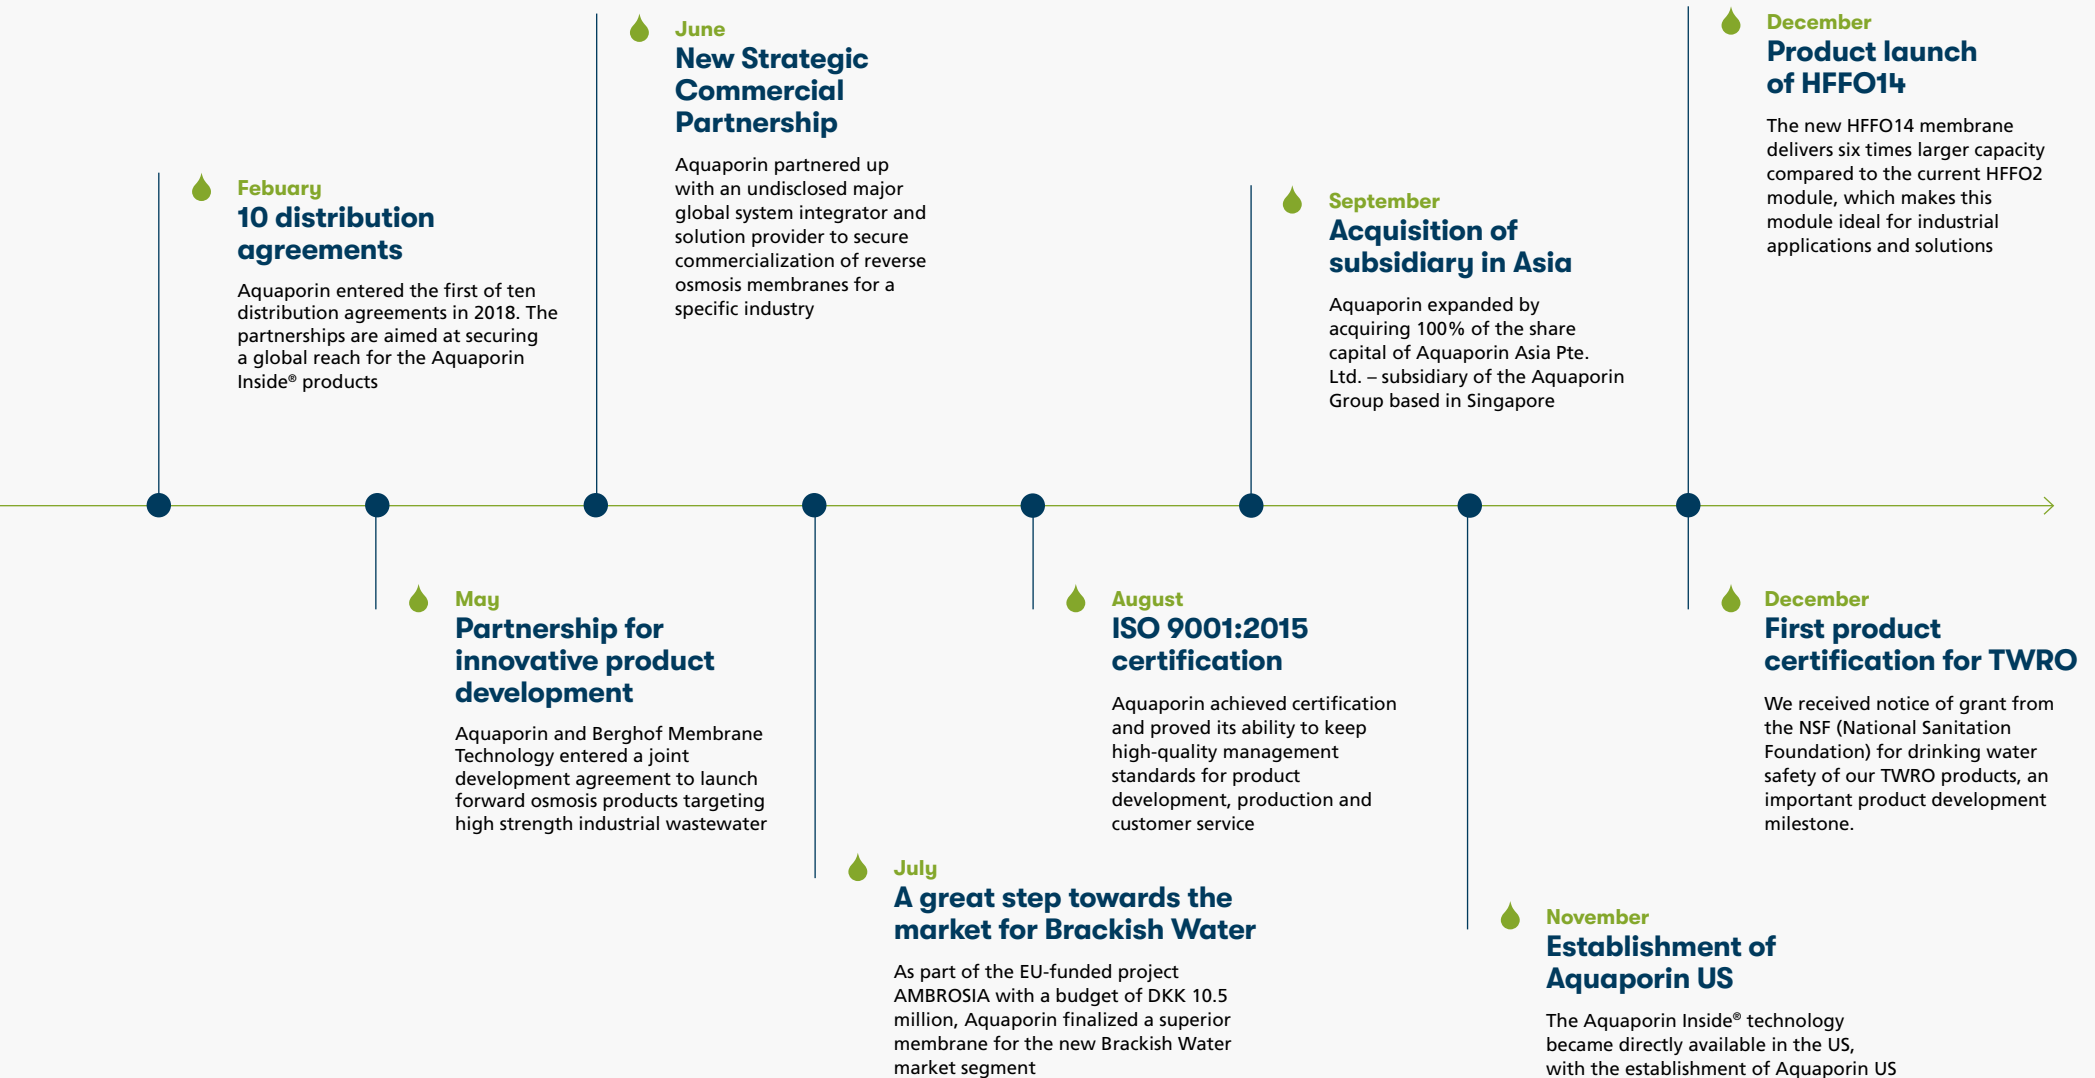 Febuary
10 distribution
agreements
Aquaporin entered the first of ten
distribution agreements in 2018. The
partnerships are aimed at securing
a global reach for the Aquaporin
Inside® products
May
Partnership for
innovative product
development
Aquaporin and Berghof Membrane
Technology entered a joint
development agreement to launch
forward osmosis products targeting
high strength industrial wastewater
June
New Strategic
Commercial
Partnership
Aquaporin partnered up
with an undisclosed major
global system integrator and
solution provider to secure
commercialization of reverse
osmosis membranes for a
specific industry
July
A great step towards the
market for Brackish Water
As part of the EU-funded project
AMBROSIA with a budget of DKK 10.5
million, Aquaporin finalized a superior
membrane for the new Brackish Water
market segment
August
ISO 9001:2015
certification
Aquaporin achieved certification
and proved its ability to keep
high-quality management
standards for product
development, production and
customer service
September
Acquisition of
subsidiary in Asia
Aquaporin expanded by
acquiring 100% of the share
capital of Aquaporin Asia Pte.
Ltd. – subsidiary of the Aquaporin
Group based in Singapore
November
Establishment of
Aquaporin US
The Aquaporin Inside® technology
became directly available in the US,
with the establishment of Aquaporin US
December
Product launch
of HFFO14
The new HFFO14 membrane
delivers six times larger capacity
compared to the current HFFO2
module, which makes this
module ideal for industrial
applications and solutions
December
First product
certification for TWRO
We received notice of grant from
the NSF (National Sanitation
Foundation) for drinking water
safety of our TWRO products, an
important product development
milestone.